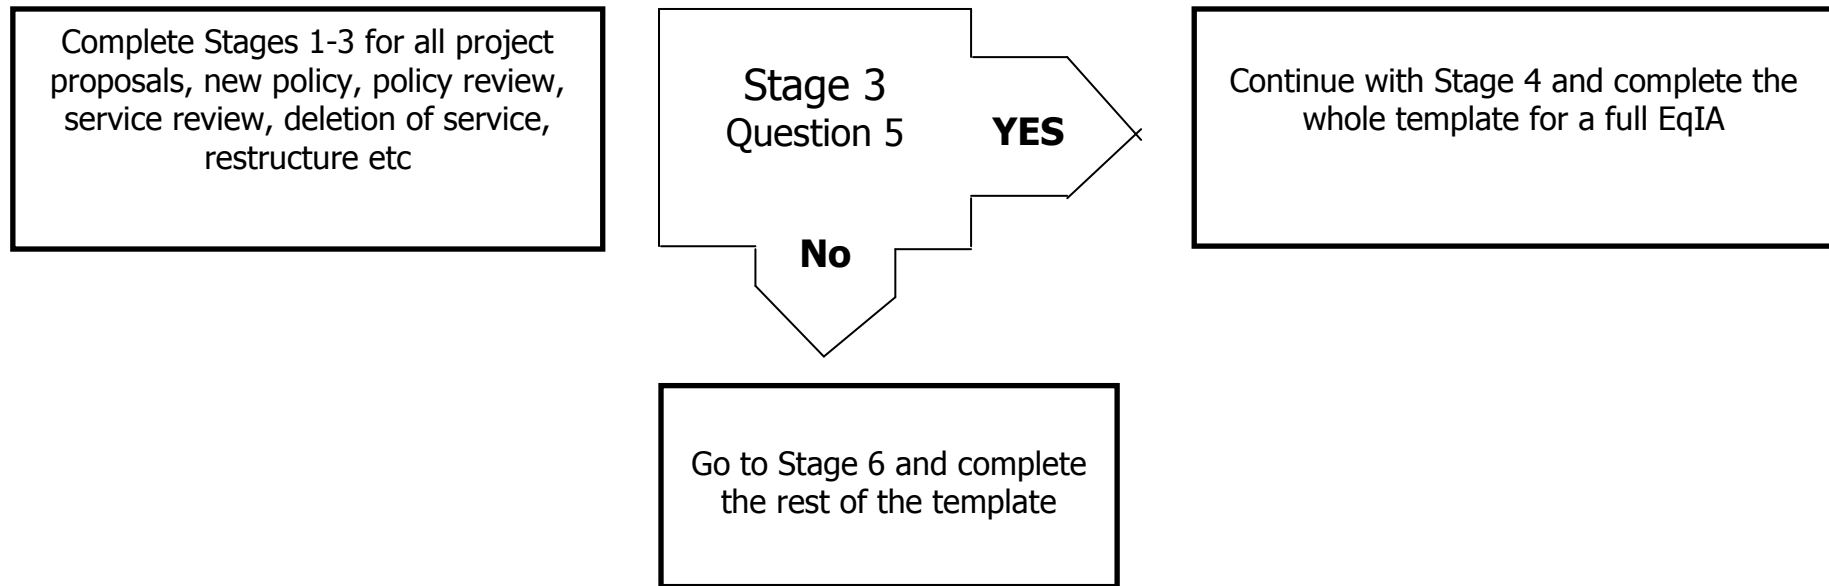 Complete Stages 1-3 for all project
proposals, new policy, policy review,
service review, deletion of service,
restructure etc
Stage 3
Question 5
YES
No
Continue with Stage 4 and complete the
whole template for a full EqIA
Go to Stage 6 and complete
the rest of the template